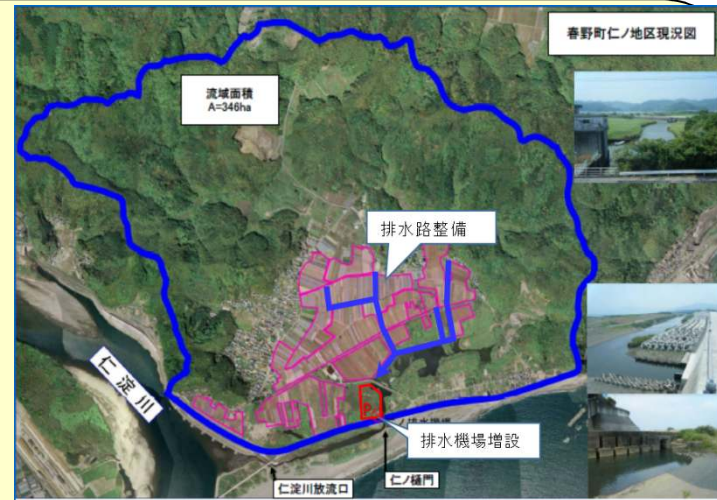 春野町仁ノ地区現況図
流域面積
A=346ha
排水路整備
仁淀川
P
排水機場増設
仁淀川放流口
仁ノ樋門